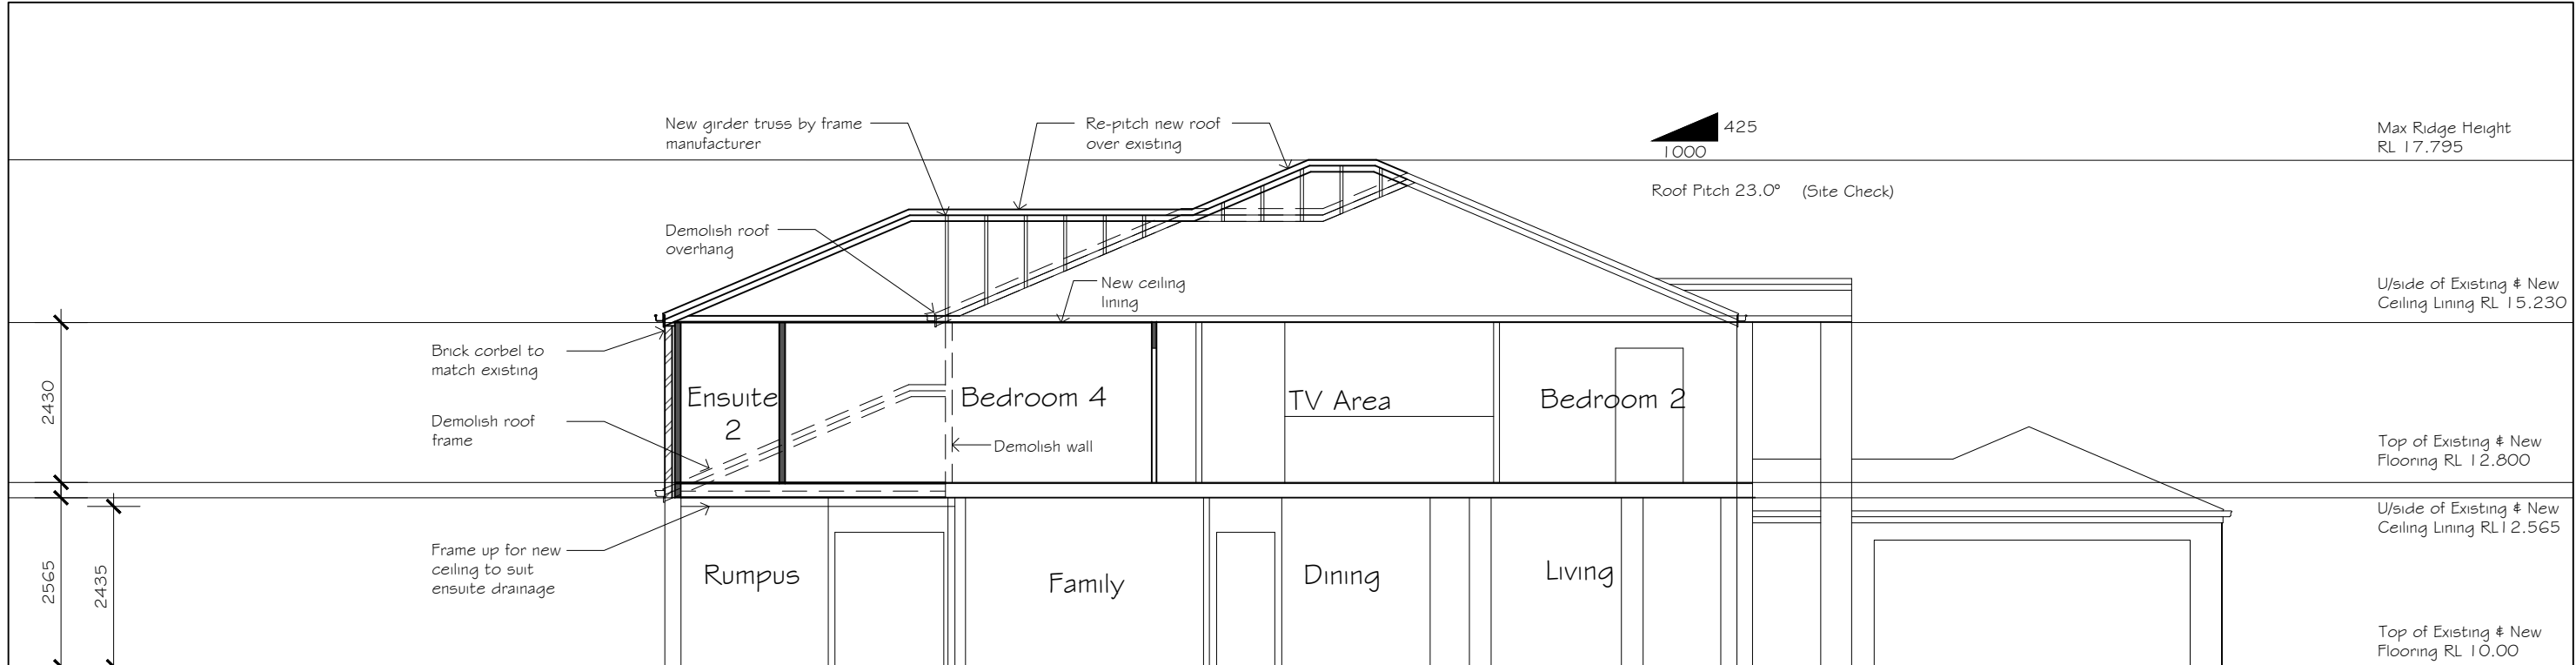 New girder truss by frame
manufacturer
Re-pitch new roof
over existing
425
1000
Roof Pitch 23.0° (Site Check)
Max Ridge Height
RL 17.795
Demolish roof
overhang
New ceiling
lining
U/side of Existing & New
Ceiling Lining RL 15.230
Brick corbel to
match existing
2430
Demolish roof
frame
Ensuite
2
Bedroom 4
TV Area
Bedroom 2
Demolish wall
Top of Existing & New
Flooring RL 12.800
U/side of Existing & New
Ceiling Lining RL12.565
Frame up for new
ceiling to suit
ensuite drainage
2565
2435
Rumpus
Family
Dining
Living
Top of Existing & New
Flooring RL 10.00